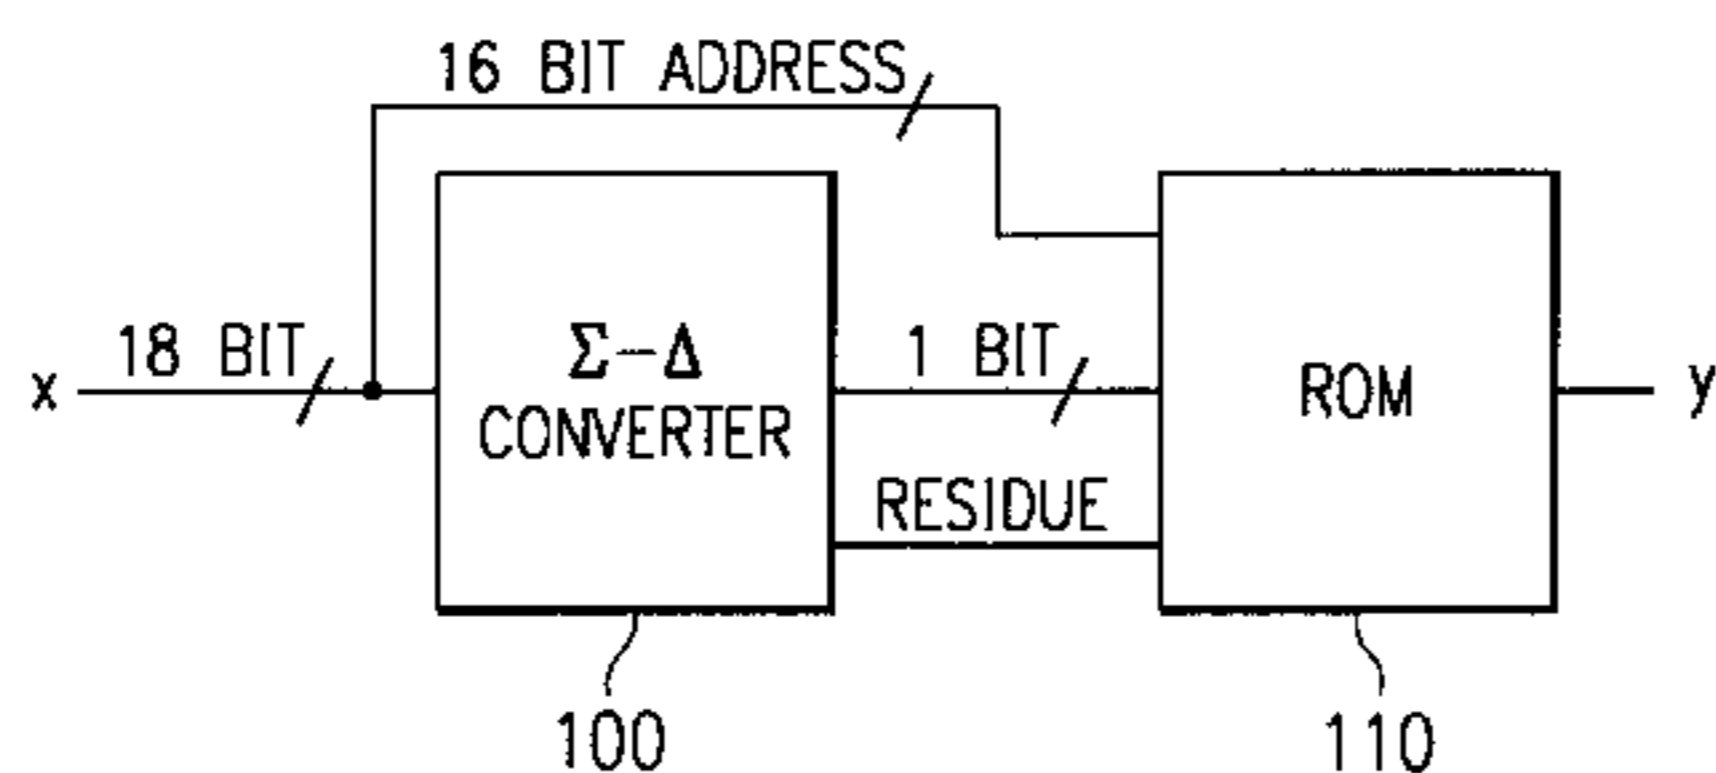 16 BIT ADDRESS
x
18 BIT
Σ-Δ
CONVERTER
1 BIT
RESIDUE
ROM
y
100
110